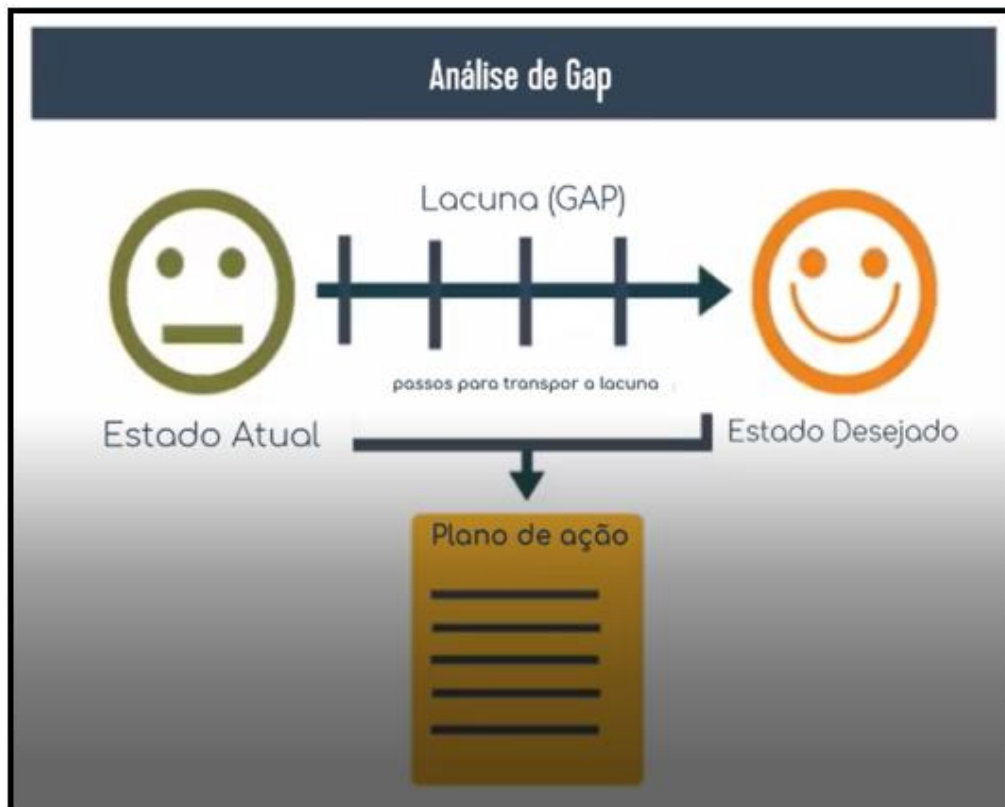 Análise de Gap
Lacuna (GAP)
passos para transpor a lacuna
Estado Atual
Estado Desejado
Plano de ação